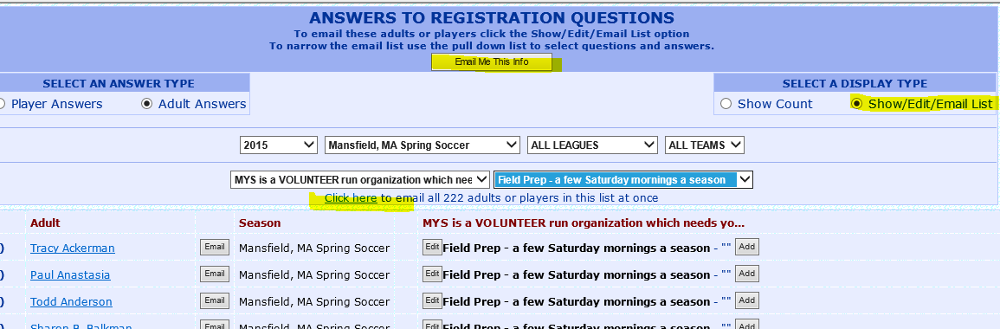 ANSWERS TO REGISTRATION QUESTIONS
To email these adults or players click the Show/Edit/Email List option
To narrow the email list use the pull down list to select questions and answers.
Email Me This Info
SELECT AN ANSWER TYPE SELECT A DISPLAY TYPE
Player Answers Adult Answers Show Count Show/Edit/Email List
2015 Mansfield, MA Spring Soccer ALL LEAGUES ALL TEAMS
MYS is a VOLUNTEER run organization which nee Field Prep - a few Saturday mornings a season
Click here to email all 222 adults or players in this list at once
Adult Season MYS is a VOLUNTEER run organization which needs yo...
) Tracy Ackerman Email Mansfield, MA Spring Soccer Edit Field Prep - a few Saturday mornings a season - "" Add
) Paul Anastasia Email Mansfield, MA Spring Soccer Edit Field Prep - a few Saturday mornings a season - "" Add
) Todd Anderson Email Mansfield, MA Spring Soccer Edit Field Prep - a few Saturday mornings a season - "" Add
) Sharon B. Balkman Email Mansfield, MA Spring Soccer Edit Field Prep - a few Saturday mornings a season - "" Add